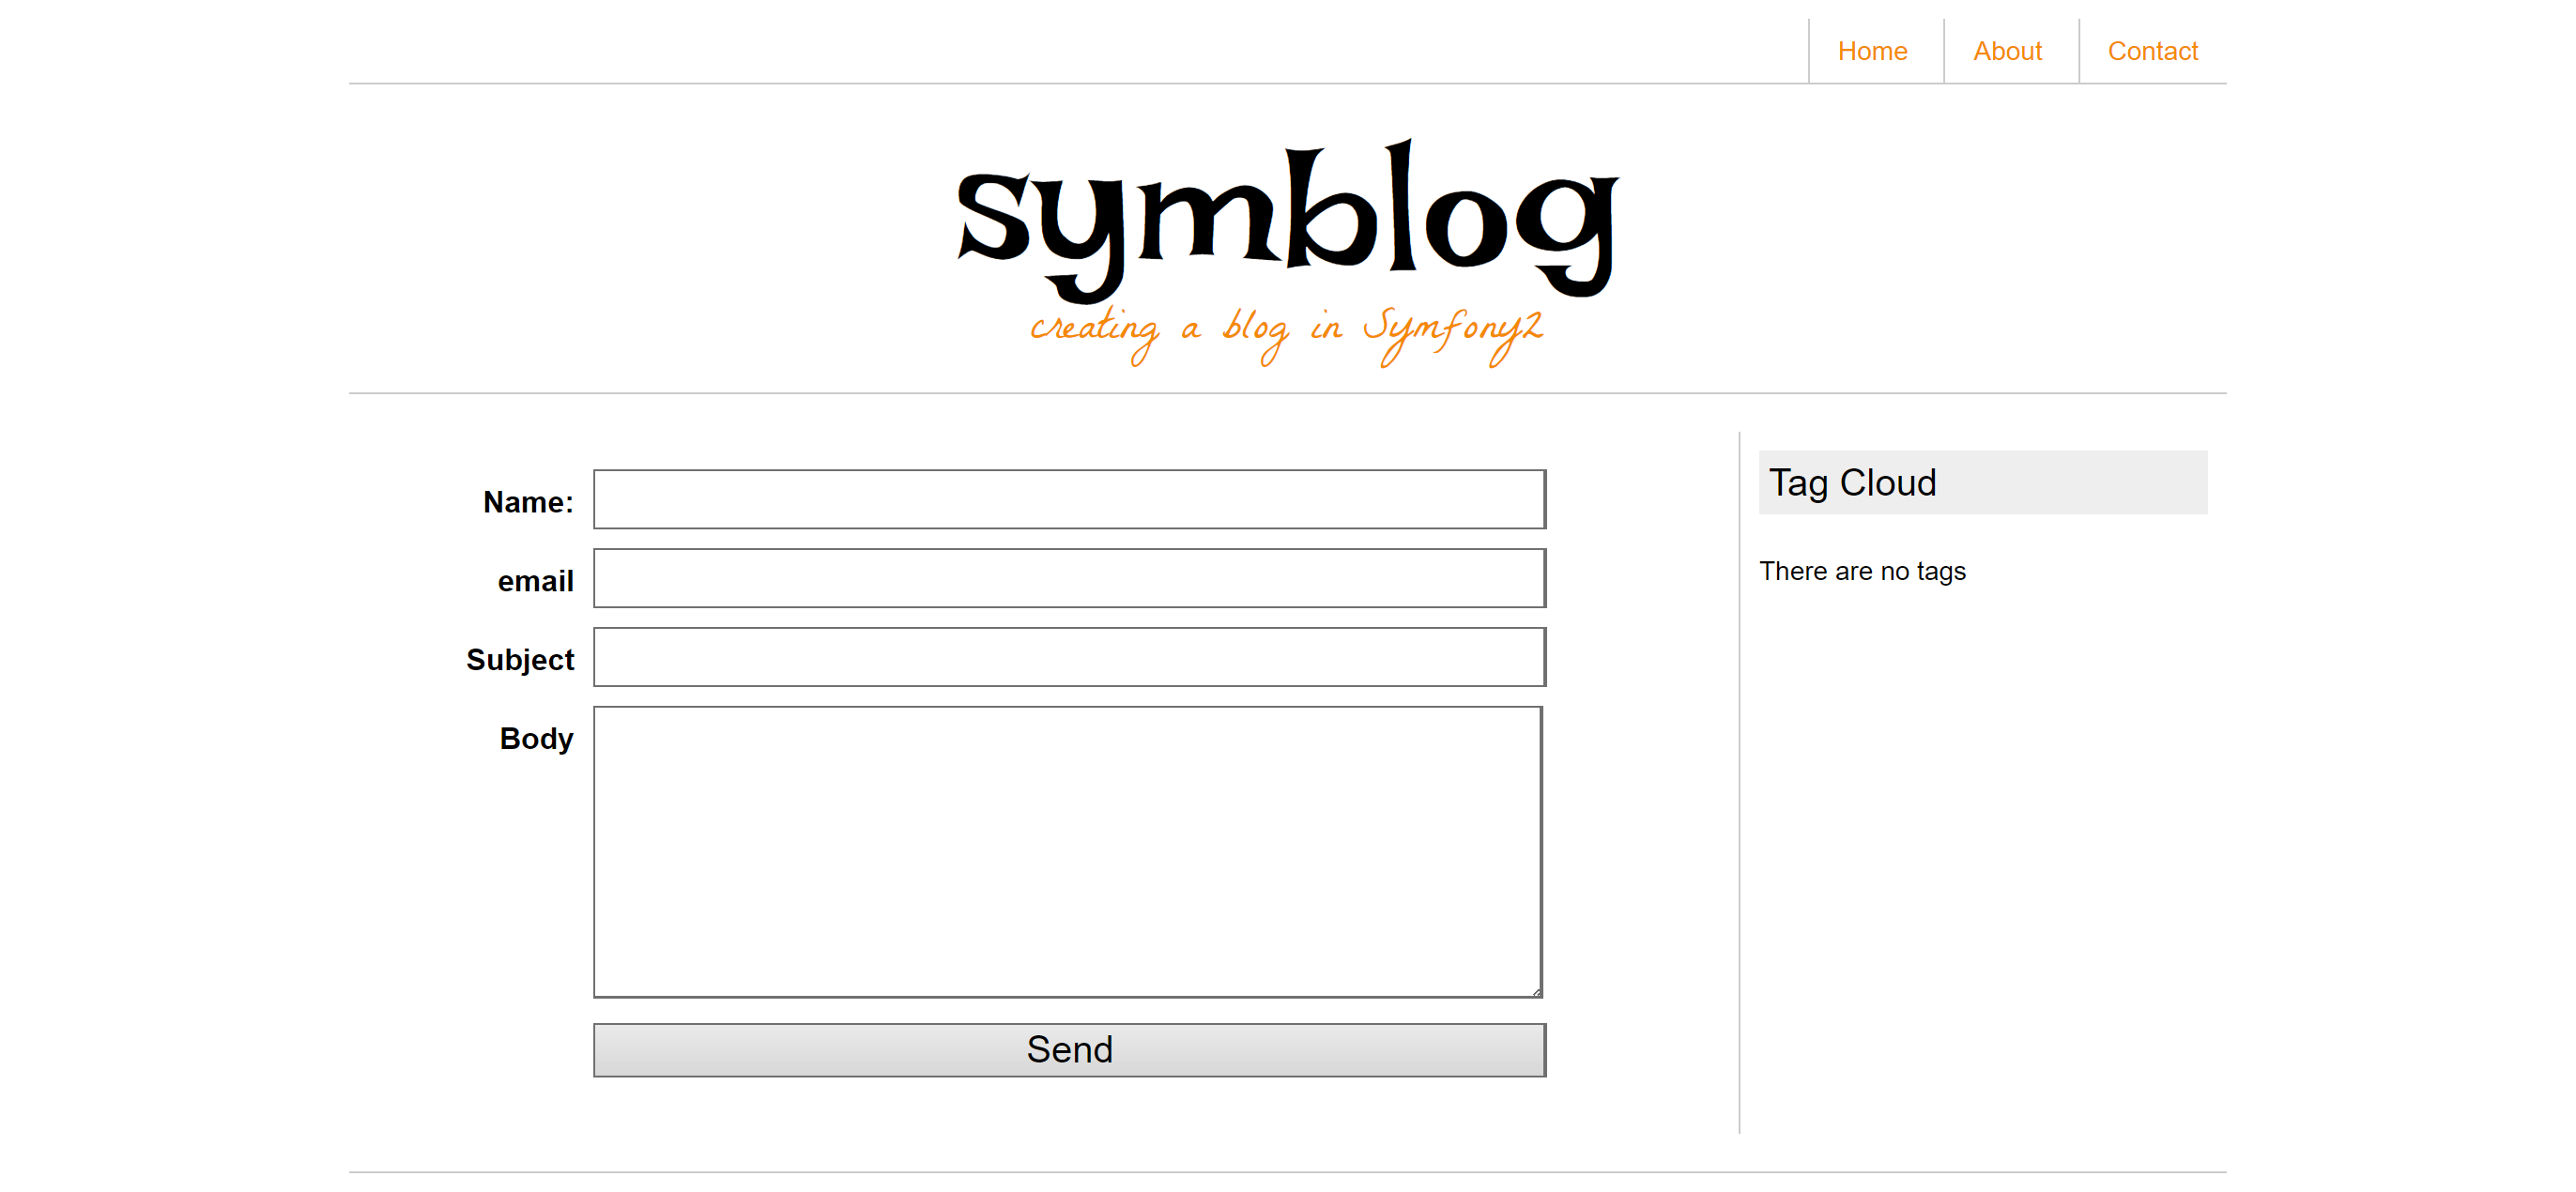 Home About Contact
symblog
creating a blog in Symfony2
Name:
email
Subject
Body
Send
Tag Cloud
There are no tags